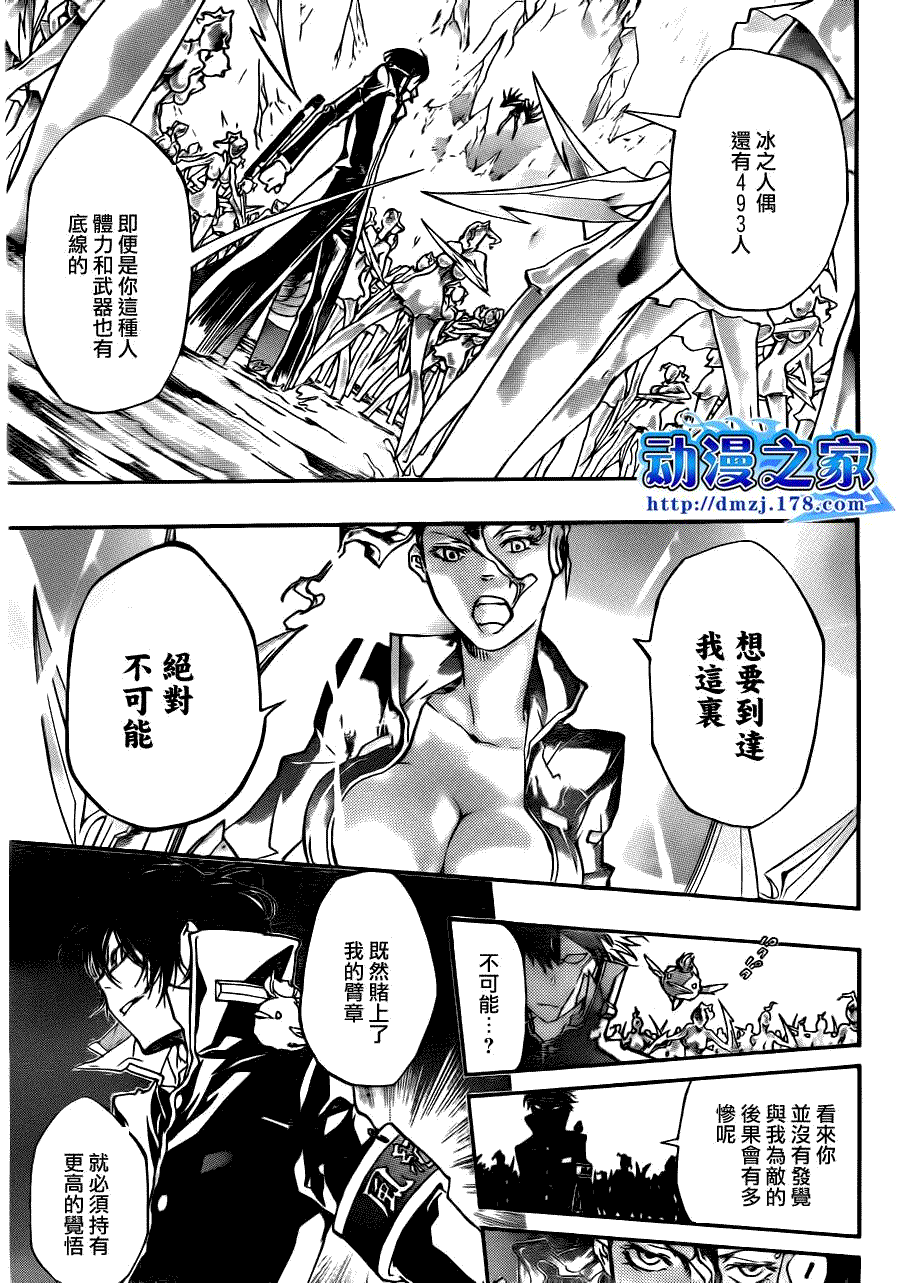 冰之人偶
還有493人
即便是你這種人
體力和武器也有
底線的
动漫之家
http://dmzj.178.com/
想要到達
我這裏
絕對
不可能
不可能…?
看來你
並沒有發覺
與我為敵的
後果會有多
慘呢
既然賭上了
我的臂章
就必須持有
更高的覺悟
風